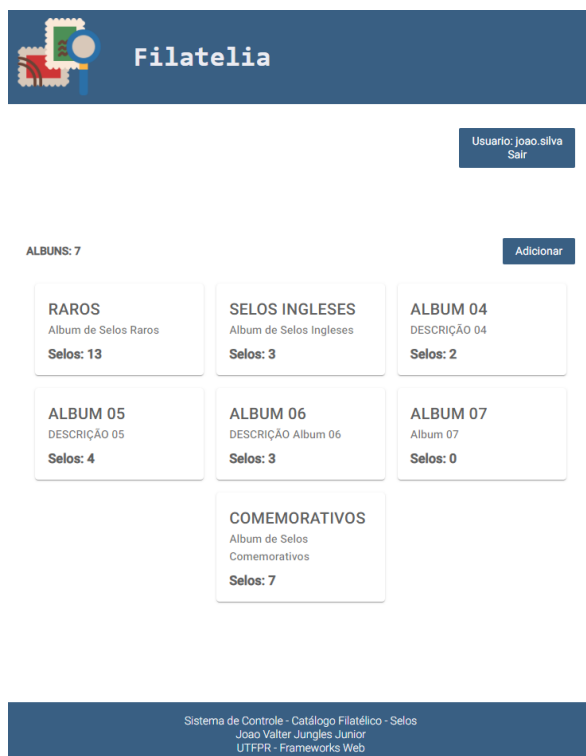 Filatelia
Usuario: joao.silva
Sair
ALBUNS: 7
Adicionar
RAROS
Album de Selos Raros
Selos: 13
SELOS INGLESES
Album de Selos Ingleses
Selos: 3
ALBUM 04
DESCRIÇÃO 04
Selos: 2
ALBUM 05
DESCRIÇÃO 05
Selos: 4
ALBUM 06
DESCRIÇÃO Album 06
Selos: 3
ALBUM 07
Album 07
Selos: 0
COMEMORATIVOS
Album de Selos
Comemorativos
Selos: 7
Sistema de Controle - Catálogo Filatélico - Selos
Joao Valter Jungles Junior
UTFPR - Frameworks Web